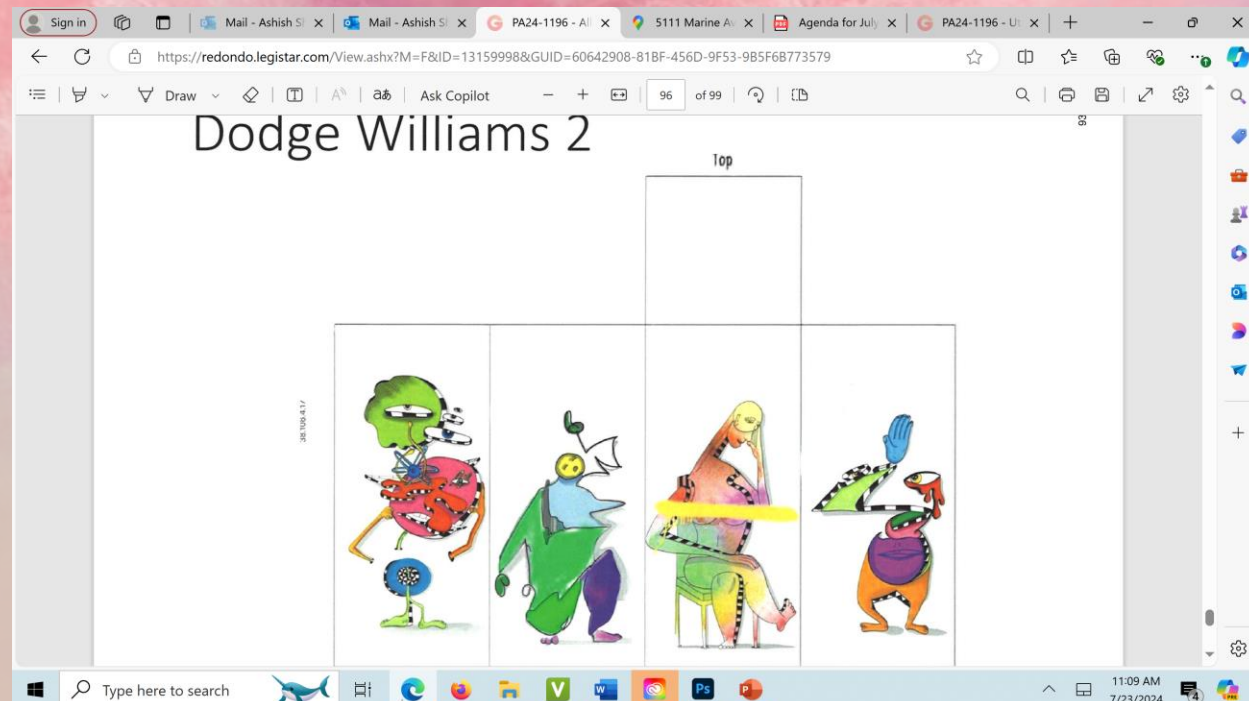 Sign in
Mail - Ashish S
Mail - Ashish S
PA24-1196 - Al
5111 Marine A
Agenda for July
PA24-1196 - U
https://redondo.legistar.com/View.ashx?M=F&ID=13159998&GUID=60642908-81BF-456D-9F53-9B5F6B773579
Draw
Ask Copilot
96 of 99
Dodge Williams 2
93
Top
Type here to search
11:09 AM
7/23/2024